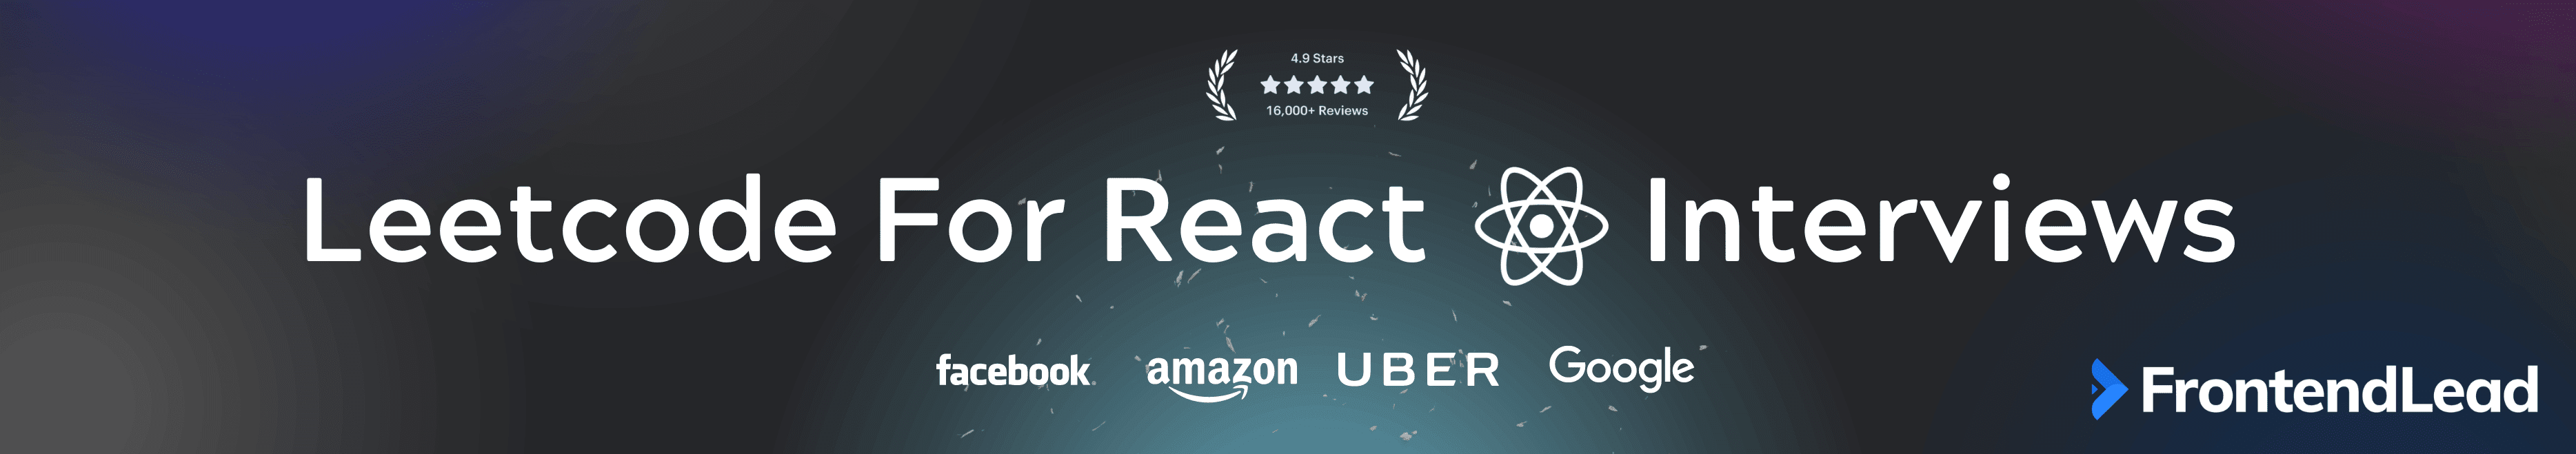 4.9 Stars
16,000+ Reviews
Leetcode For React Interviews
facebook amazon UBER Google
FrontendLead